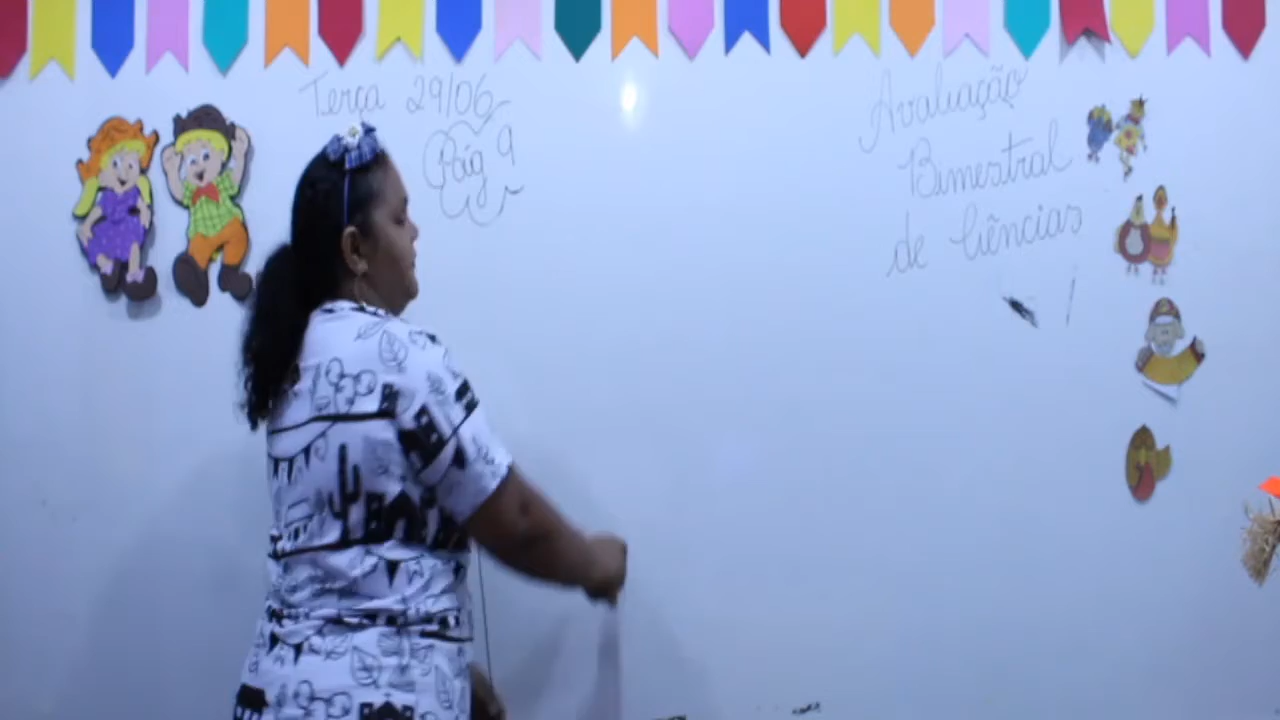 Terça 29/06
Pág 9
Avaliação
Bimestral
de Ciências